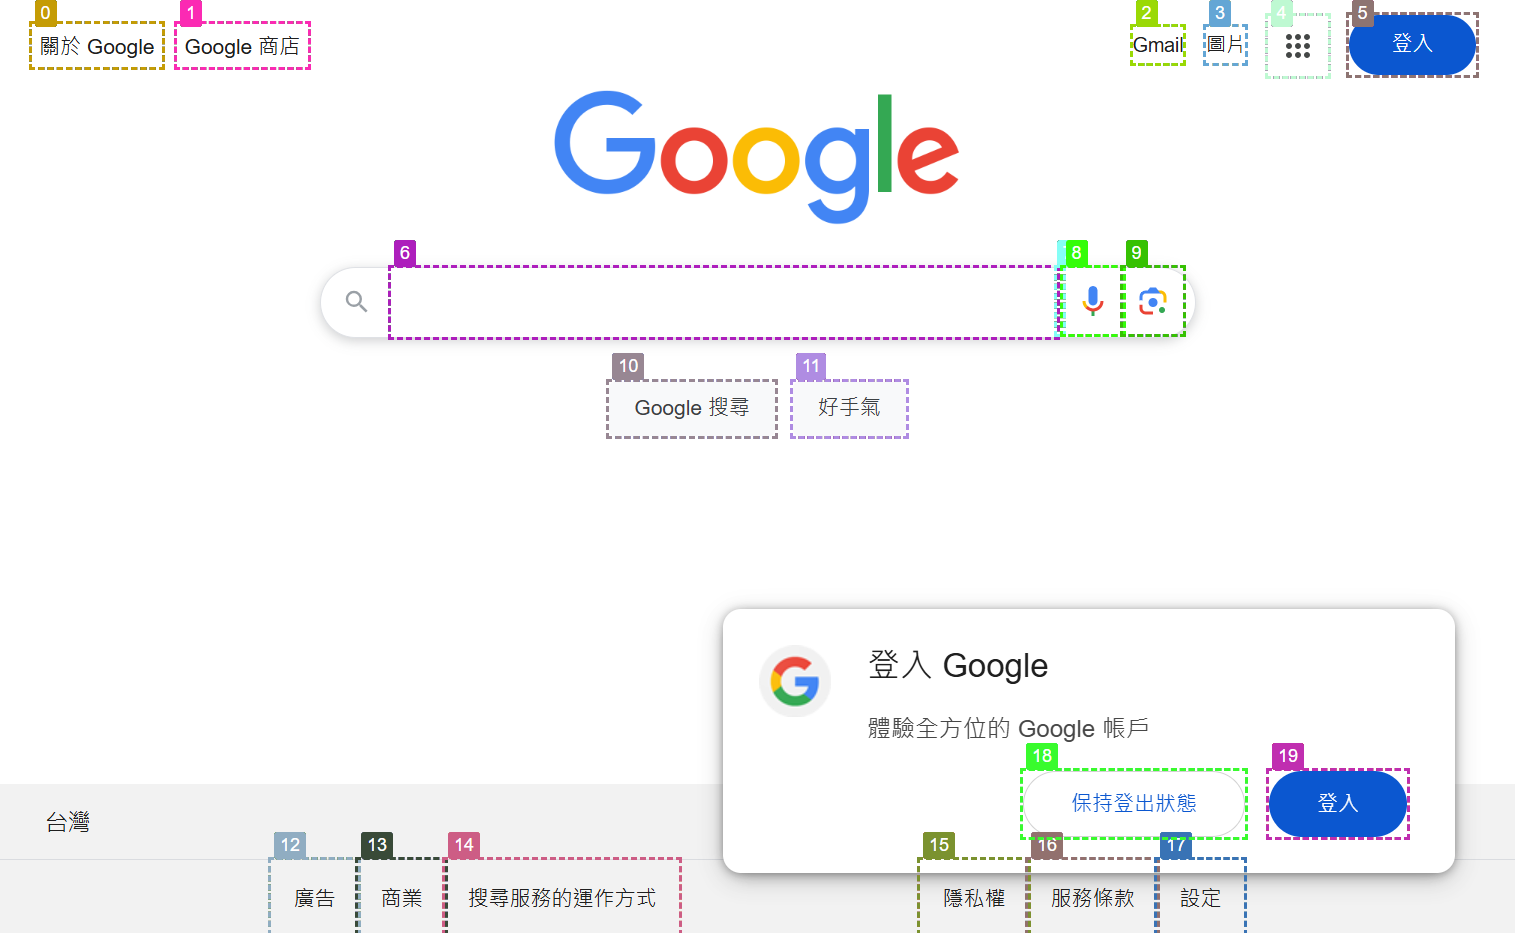 0
1
2
3
4
5
關於 Google
Google 商店
Gmail
圖片
登入
Google
6
8
9
10
11
Google 搜尋
好手氣
登入 Google
體驗全方位的 Google 帳戶
18
19
保持登出狀態
登入
台灣
12
13
14
15
16
17
廣告
商業
搜尋服務的運作方式
隱私權
服務條款
設定